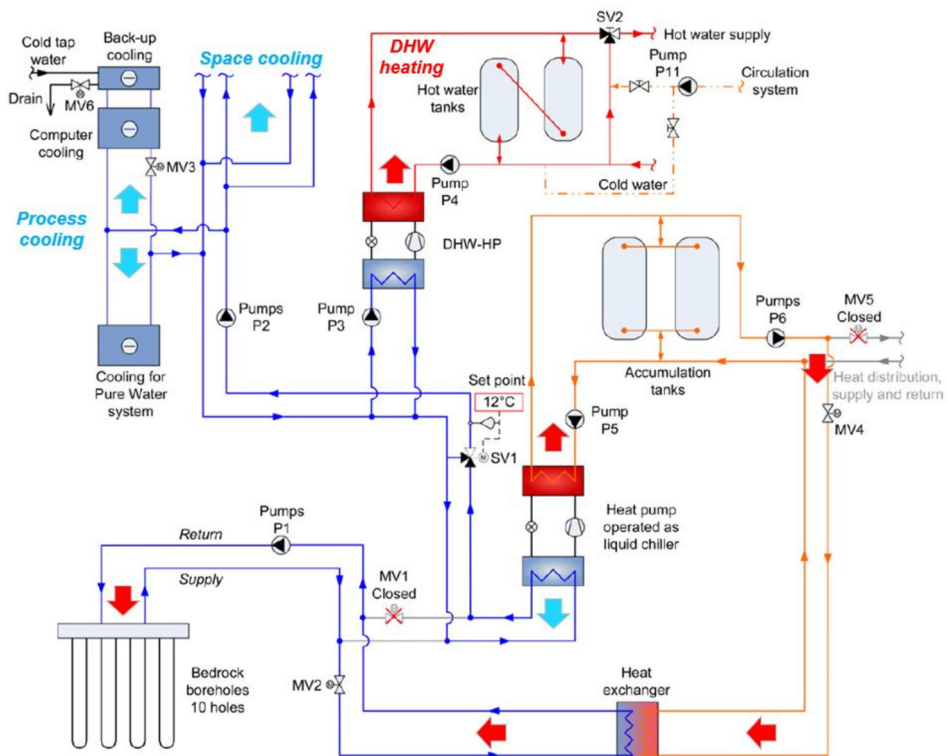 Cold tap
water
Back-up
cooling
Drain
MV6
Computer
cooling
MV3
Process
cooling
Cooling for
Pure Water
system
Space cooling
DHW
heating
SV2
Hot water supply
Pump
P11
Circulation
system
Hot water
tanks
Pump
P4
Cold water
DHW-HP
Pumps
P2
Pump
P3
Set point
12°C
M
SV1
Pumps
P6
MV5
Closed
Accumulation
tanks
Heat distribution,
supply and return
MV4
Pump
P5
Heat pump
operated as
liquid chiller
Pumps
P1
Return
Supply
MV1
Closed
MV2
Bedrock
boreholes
10 holes
Heat
exchanger